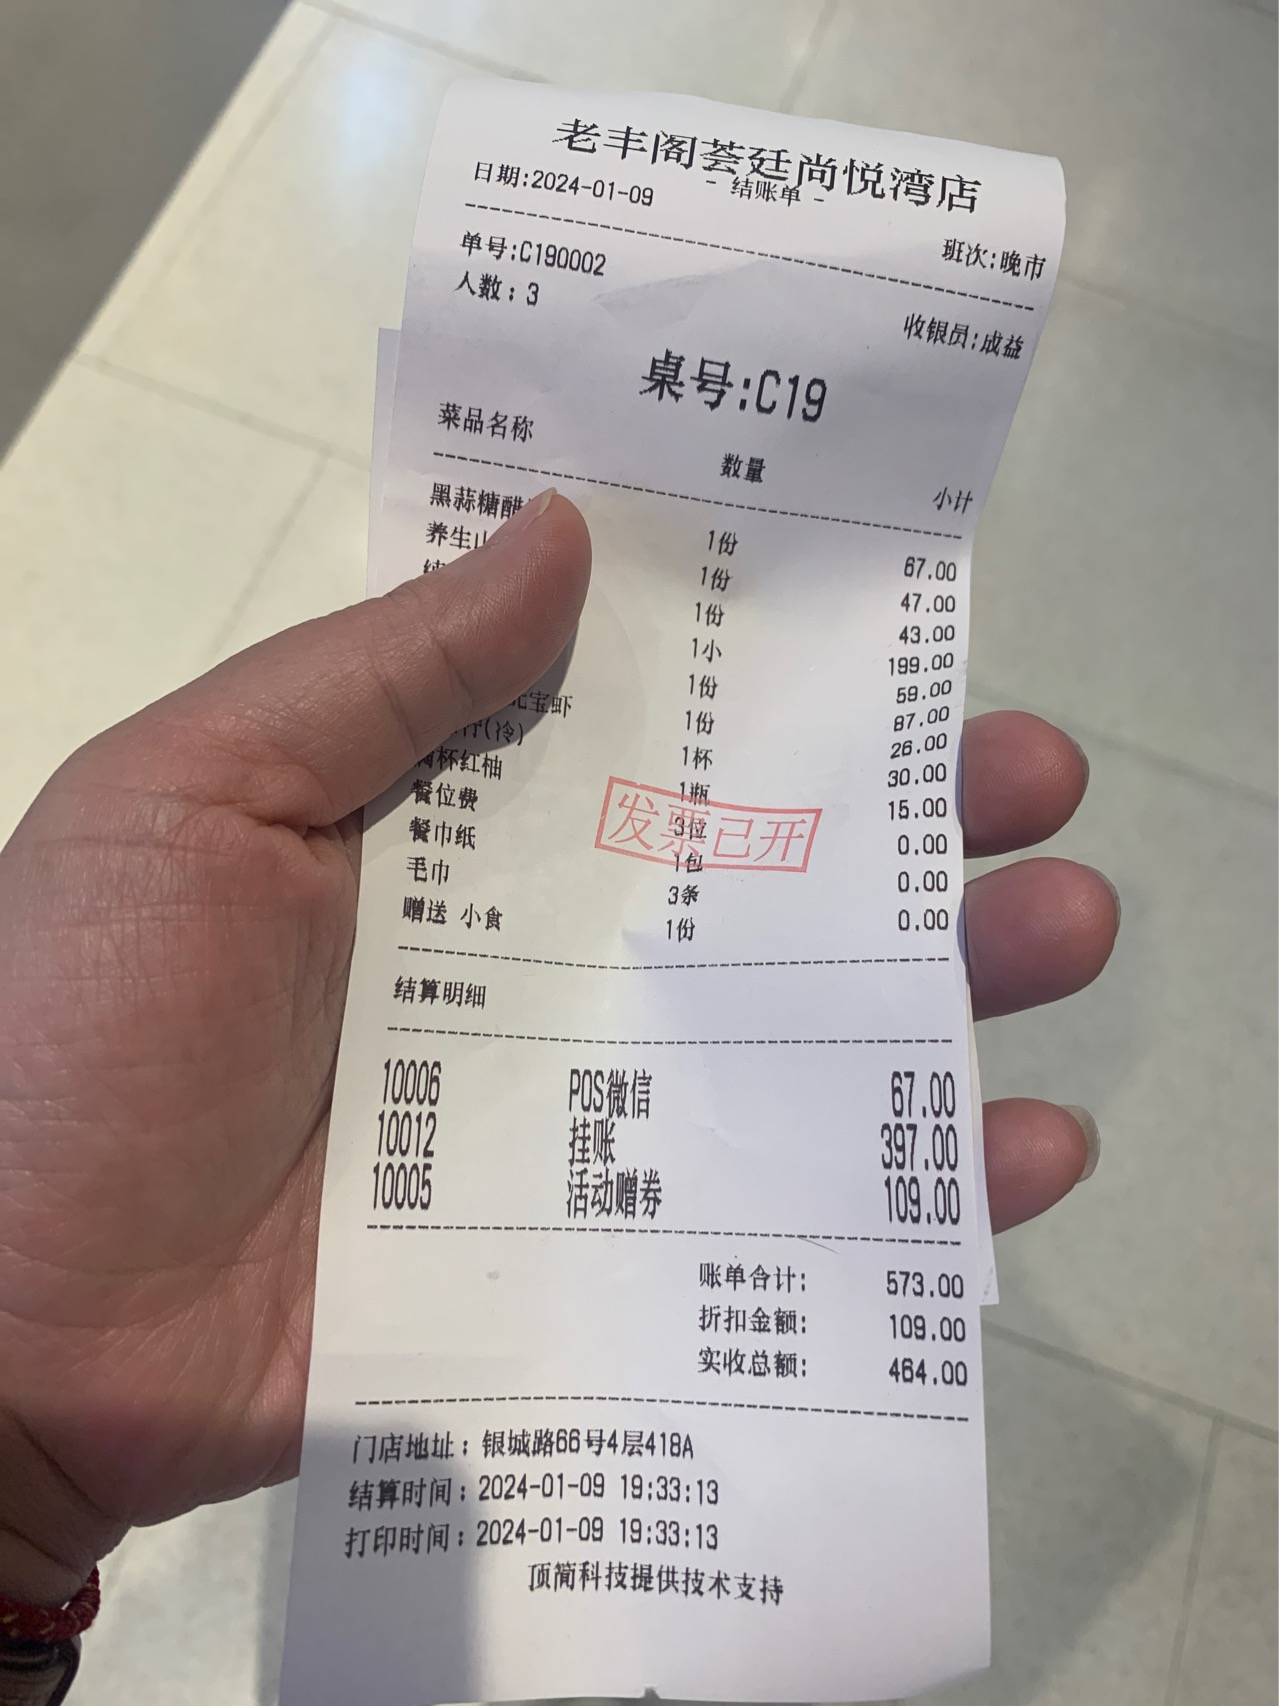 老丰阁荟廷尚悦湾店
- 结账单 -
日期:2024-01-09 班次:晚市
单号:C190002
人数:3 收银员:成益
桌号:C19
菜品名称 数量 小计
黑蒜糖醋 1份 67.00
养生山 1份 47.00
1份 43.00
1小 199.00
1份 59.00
元宝虾 1份 87.00
(冷) 1杯 26.00
满杯红柚 1瓶 30.00
餐位费 3位 15.00
餐巾纸 1包 0.00
毛巾 3条 0.00
赠送 小食 1份 0.00
发票已开
结算明细
10006 POS微信 67.00
10012 挂账 397.00
10005 活动赠券 109.00
账单合计: 573.00
折扣金额: 109.00
实收总额: 464.00
门店地址:银城路66号4层418A
结算时间:2024-01-09 19:33:13
打印时间:2024-01-09 19:33:13
顶简科技提供技术支持